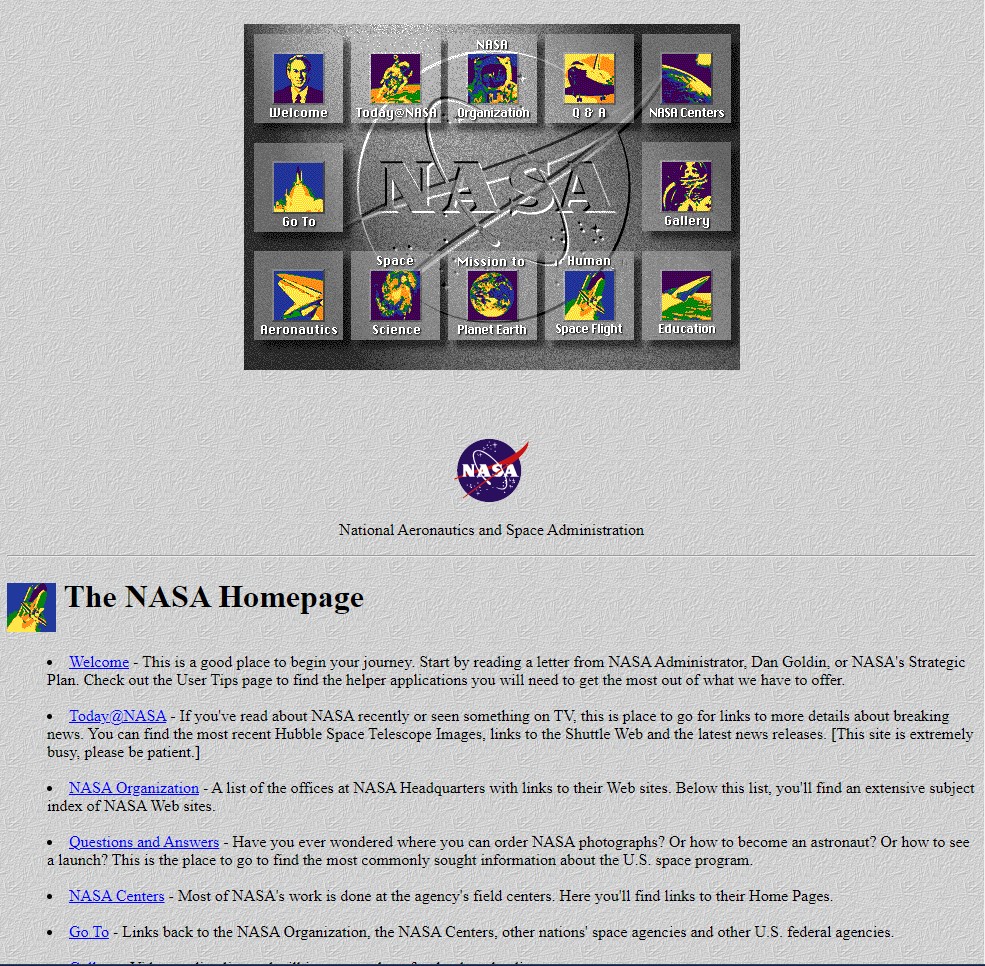 NASA
Welcome
Today@NASA
Organization
Q & A
NASA Centers
NASA
Go To
Gallery
Space
Mission to
Human
Aeronautics
Science
Planet Earth
Space Flight
Education
NASA
National Aeronautics and Space Administration
The NASA Homepage
• Welcome - This is a good place to begin your journey. Start by reading a letter from NASA Administrator, Dan Goldin, or NASA's Strategic
Plan. Check out the User Tips page to find the helper applications you will need to get the most out of what we have to offer.
• Today@NASA - If you've read about NASA recently or seen something on TV, this is place to go for links to more details about breaking
news. You can find the most recent Hubble Space Telescope Images, links to the Shuttle Web and the latest news releases. [This site is extremely
busy, please be patient.]
• NASA Organization - A list of the offices at NASA Headquarters with links to their Web sites. Below this list, you'll find an extensive subject
index of NASA Web sites.
• Questions and Answers - Have you ever wondered where you can order NASA photographs? Or how to become an astronaut? Or how to see
a launch? This is the place to go to find the most commonly sought information about the U.S. space program.
• NASA Centers - Most of NASA's work is done at the agency's field centers. Here you'll find links to their Home Pages.
• Go To - Links back to the NASA Organization, the NASA Centers, other nations' space agencies and other U.S. federal agencies.